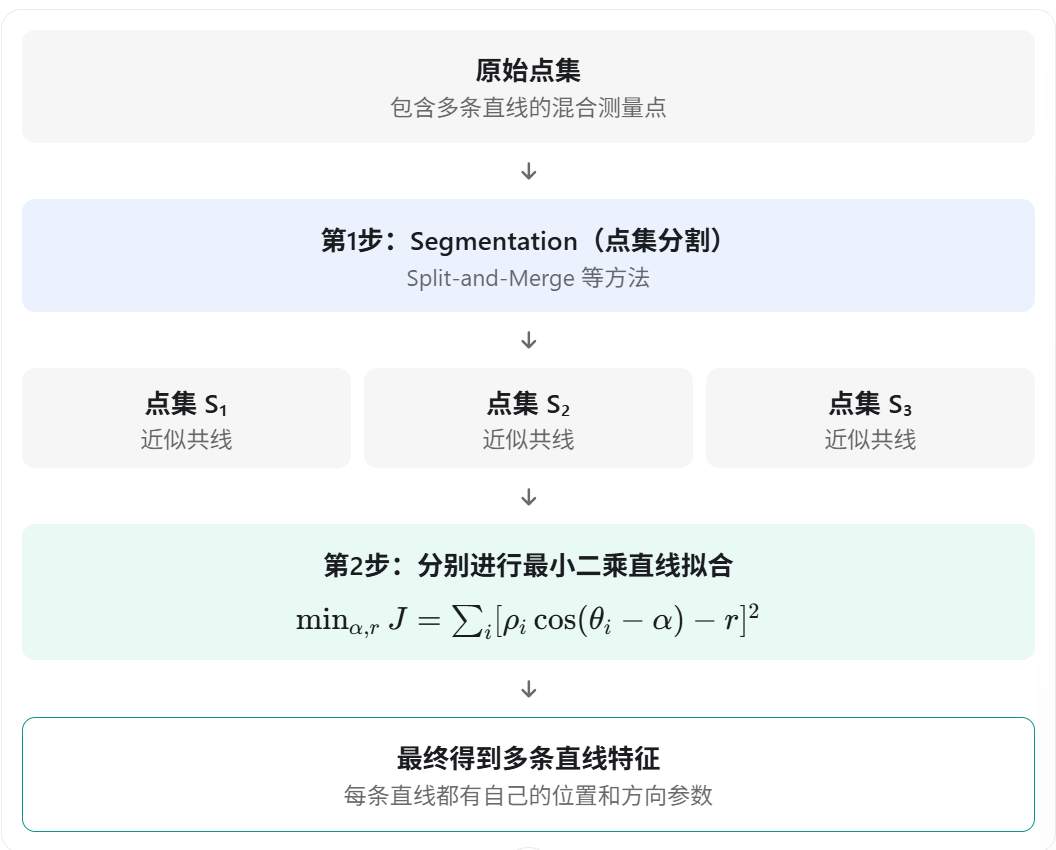 原始点集
包含多条直线的混合测量点
↓
第1步：Segmentation（点集分割）
Split-and-Merge 等方法
↓
点集 S₁ 点集 S₂ 点集 S₃
近似共线 近似共线 近似共线
↓
第2步：分别进行最小二乘直线拟合
min_{α,r} J = ∑_i[ρ_i cos(θ_i − α) − r]²
↓
最终得到多条直线特征
每条直线都有自己的位置和方向参数